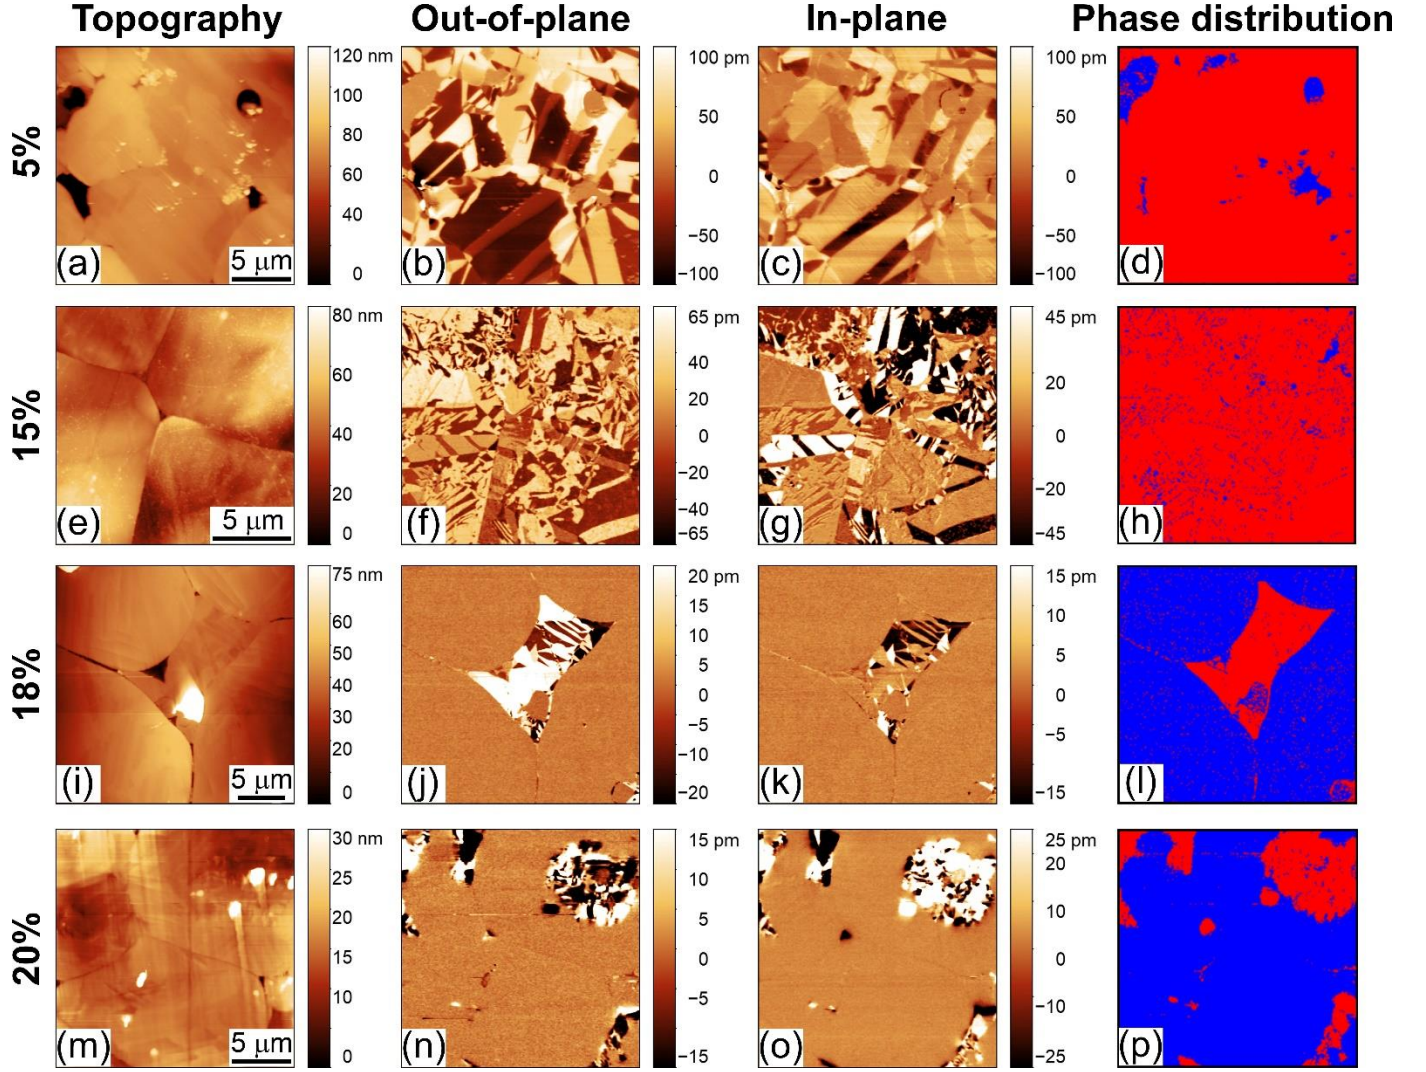 Topography Out-of-plane In-plane Phase distribution
5%
(a) 5 μm
120 nm
100
80
60
40
0
(b)
100 pm
50
0
−50
−100
(c)
100 pm
50
0
−50
−100
(d)
15%
(e) 5 μm
80 nm
60
40
20
0
(f)
65 pm
40
20
0
−20
−40
−65
(g)
45 pm
20
0
−20
−45
(h)
18%
(i) 5 μm
75 nm
60
50
40
30
20
0
(j)
20 pm
15
10
5
0
−5
−10
−20
(k)
15 pm
10
5
0
−5
−15
(l)
20%
(m) 5 μm
30 nm
25
20
15
10
0
(n)
15 pm
10
5
0
−5
−15
(o)
25 pm
20
10
0
−10
−25
(p)